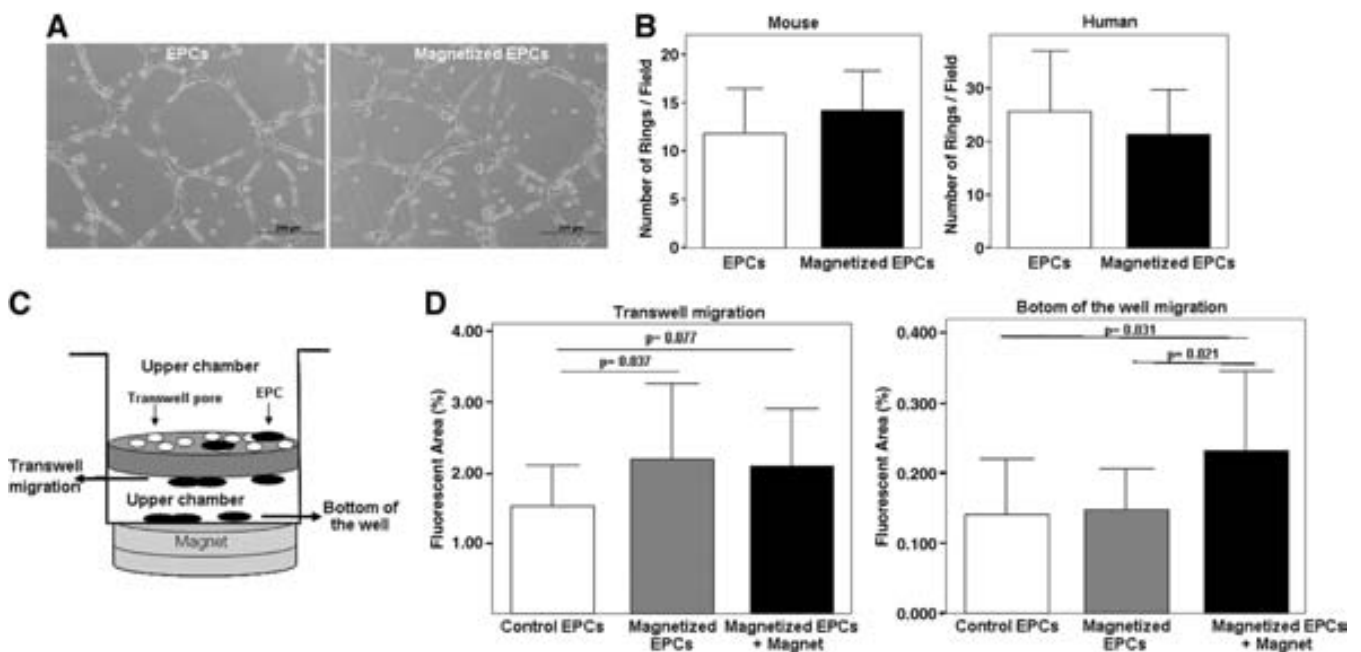 A
EPCs
Magnetized EPCs
B
Mouse
Number of Rings / Field
20
15
10
5
0
EPCs
Magnetized EPCs
Human
Number of Rings / Field
30
20
10
0
EPCs
Magnetized EPCs
C
Upper chamber
Transwell pore
EPC
Transwell
migration
Upper chamber
Bottom of
the well
Magnet
D
Transwell migration
Fluorescent Area (%)
4.00
3.00
2.00
1.00
p= 0.077
p= 0.037
Control EPCs
Magnetized
EPCs
Magnetized EPCs
+ Magnet
Botom of the well migration
Fluorescent Area (%)
0.400
0.300
0.200
0.100
0.000
p= 0.031
p= 0.021
Control EPCs
Magnetized
EPCs
Magnetized EPCs
+ Magnet